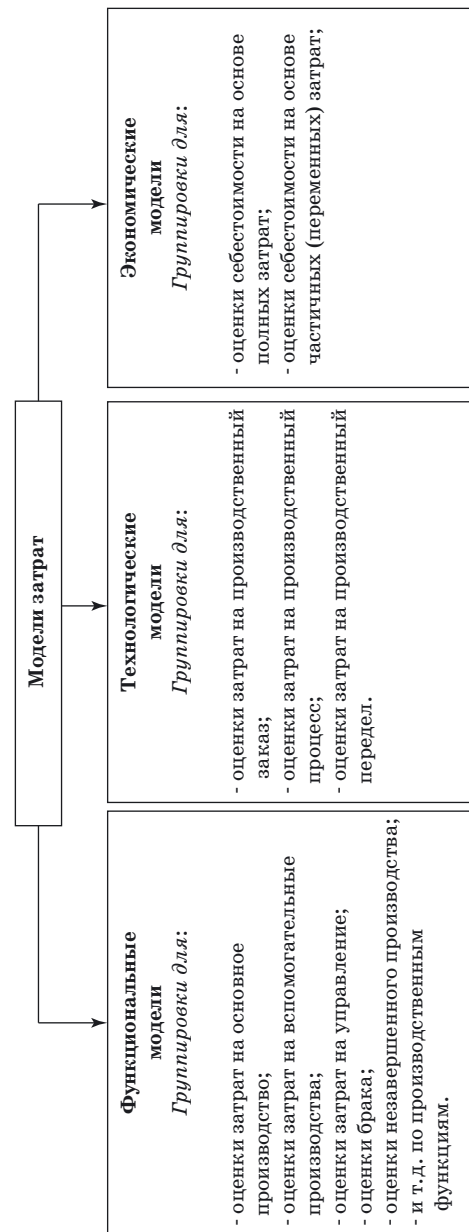 Модели затрат
Функциональные
модели
Группировки для:
- оценки затрат на основное
производство;
- оценки затрат на вспомогательные
производства;
- оценки затрат на управление;
- оценки брака;
- оценки незавершенного производства;
- и т.д. по производственным
функциям.
Технологические
модели
Группировки для:
- оценки затрат на производственный
заказ;
- оценки затрат на производственный
процесс;
- оценки затрат на производственный
передел.
Экономические
модели
Группировки для:
- оценки себестоимости на основе
полных затрат;
- оценки себестоимости на основе
частичных (переменных) затрат;